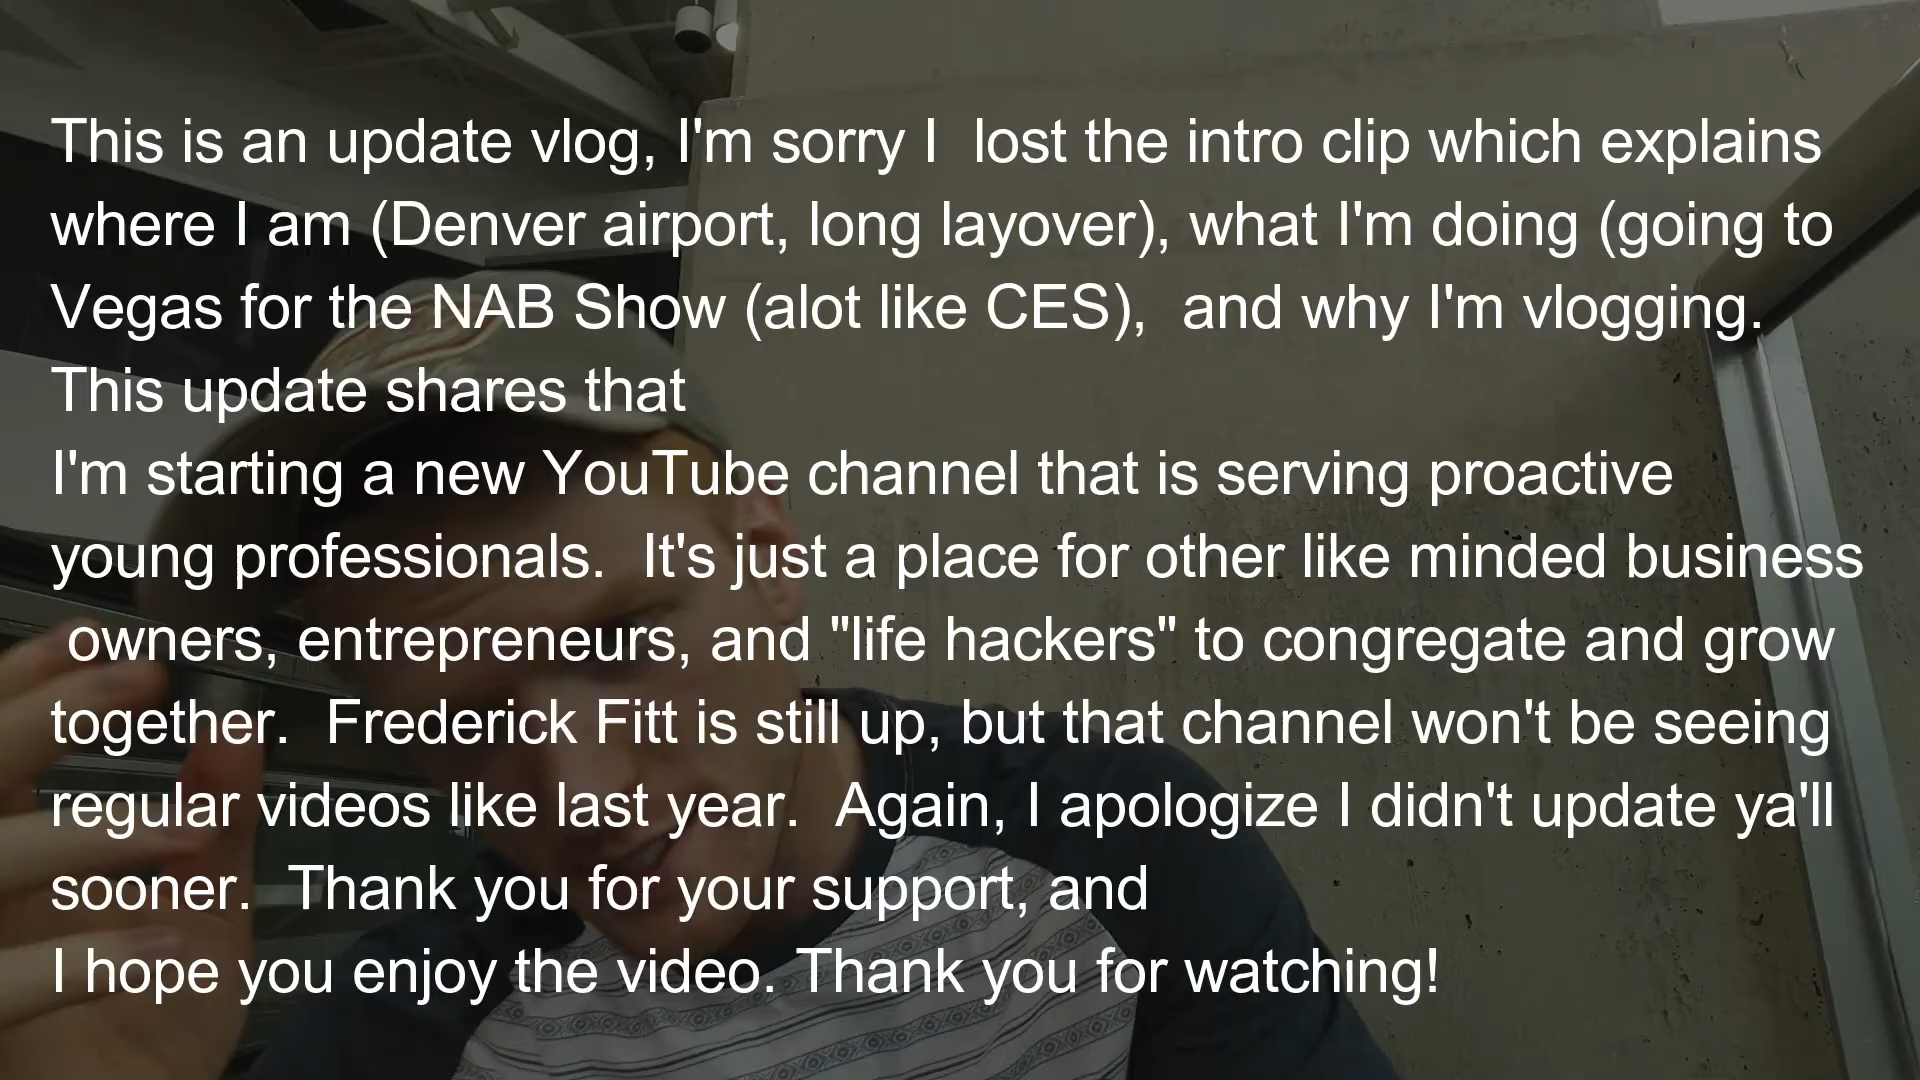 This is an update vlog, I'm sorry I  lost the intro clip which explains
where I am (Denver airport, long layover), what I'm doing (going to
Vegas for the NAB Show (alot like CES),  and why I'm vlogging.
This update shares that
I'm starting a new YouTube channel that is serving proactive
young professionals.  It's just a place for other like minded business
owners, entrepreneurs, and "life hackers" to congregate and grow
together.  Frederick Fitt is still up, but that channel won't be seeing
regular videos like last year.  Again, I apologize I didn't update ya'll
sooner.  Thank you for your support, and
I hope you enjoy the video. Thank you for watching!